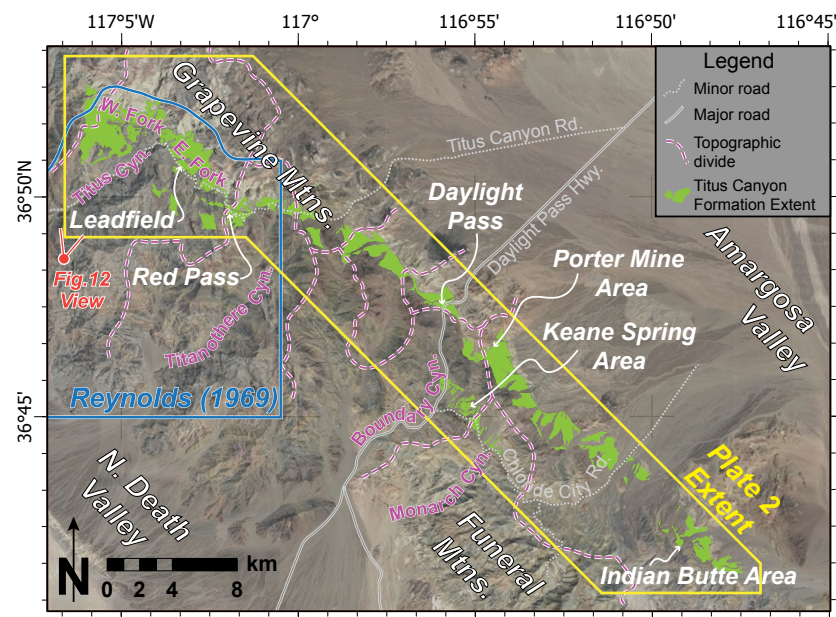 117°5'W
117°
116°55'
116°50'
116°45'
36°50'N
36°45'
Legend
Minor road
Major road
Topographic
divide
Titus Canyon
Formation Extent
Grapevine Mtns.
W. Fork
E. Fork
Titus Cyn.
Titus Canyon Rd.
Leadfield
Daylight
Pass
Daylight Pass Hwy.
Red Pass
Fig.12
View
Titanothere Cyn.
Porter Mine
Area
Amargosa
Valley
Keane Spring
Area
Reynolds (1969)
Boundary Cyn.
Chloride City Rd.
Monarch Cyn.
Plate 2
Extent
N. Death
Valley
Funeral
Mtns.
Indian Butte Area
N
km
0 2 4 8